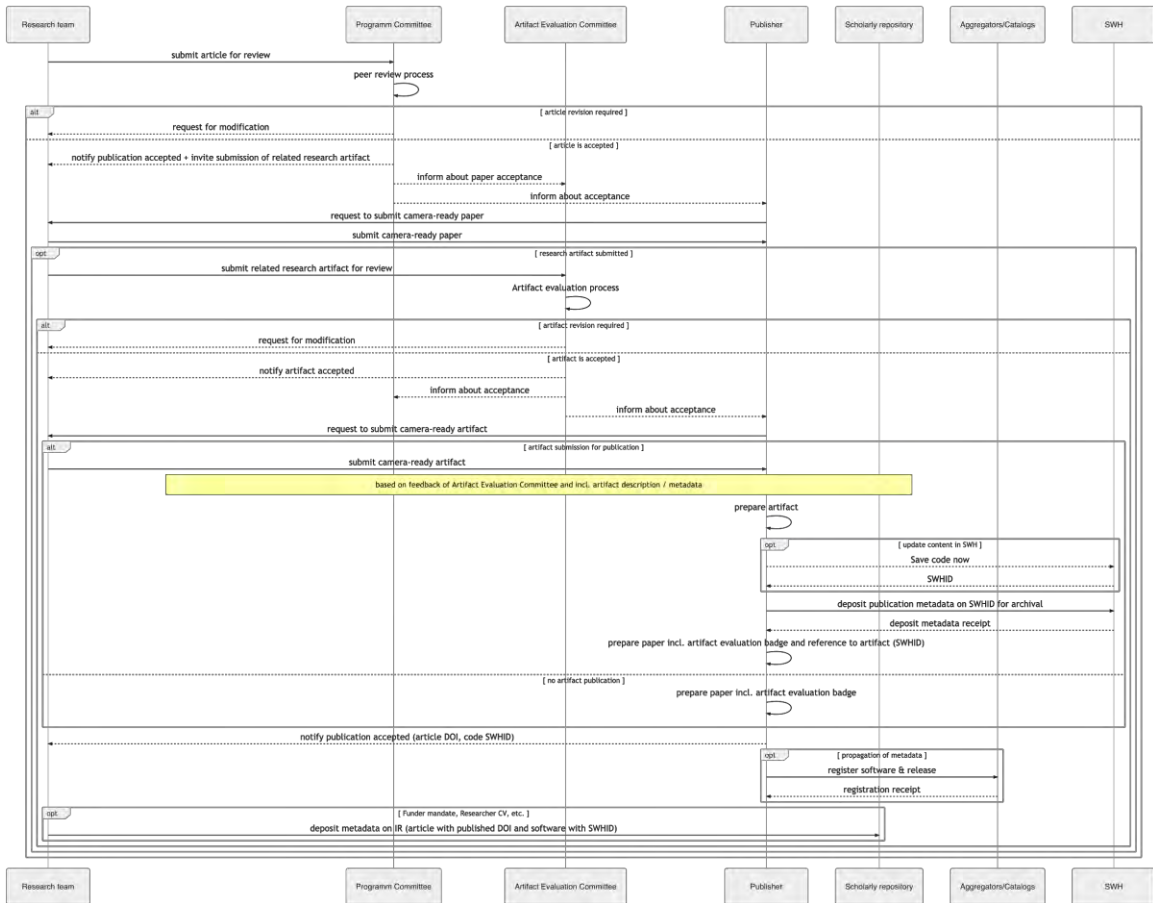 Research team
Programm Committee
Artifact Evaluation Committee
Publisher
Scholarly repository
Aggregators/Catalogs
SWH
submit article for review
peer review process
alt
[ article revision required ]
request for modification
[ article is accepted ]
notify publication accepted + invite submission of related research artifact
inform about paper acceptance
inform about acceptance
request to submit camera-ready paper
submit camera-ready paper
opt
[ research artifact submitted ]
submit related research artifact for review
Artifact evaluation process
alt
[ artifact revision required ]
request for modification
[ artifact is accepted ]
notify artifact accepted
inform about acceptance
inform about acceptance
request to submit camera-ready artifact
alt
[ artifact submission for publication ]
submit camera-ready artifact
based on feedback of Artifact Evaluation Committee and incl. artifact description / metadata
prepare artifact
opt
[ update content in SWH ]
Save code now
SWHID
deposit publication metadata on SWHID for archival
deposit metadata receipt
prepare paper incl. artifact evaluation badge and reference to artifact (SWHID)
[ no artifact publication ]
prepare paper incl. artifact evaluation badge
notify publication accepted (article DOI, code SWHID)
opt
[ propagation of metadata ]
register software & release
registration receipt
opt
[ Funder mandate, Researcher CV, etc. ]
deposit metadata on IR (article with published DOI and software with SWHID)
Research team
Programm Committee
Artifact Evaluation Committee
Publisher
Scholarly repository
Aggregators/Catalogs
SWH